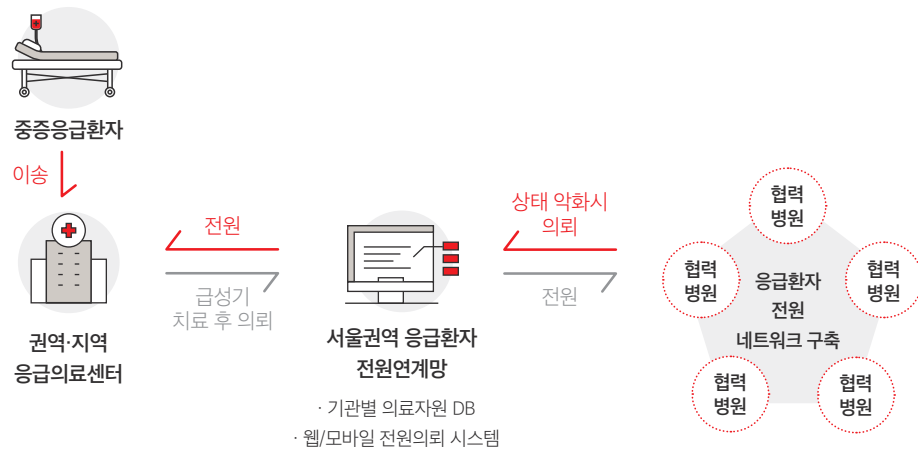 중증응급환자
이송
권역·지역
응급의료센터
전원
급성기
치료 후 의뢰
서울권역 응급환자
전원연계망
· 기관별 의료자원 DB
· 웹/모바일 전원의뢰 시스템
상태 악화시
의뢰
전원
협력
병원
협력
병원
협력
병원
응급환자
전원
네트워크 구축
협력
병원
협력
병원